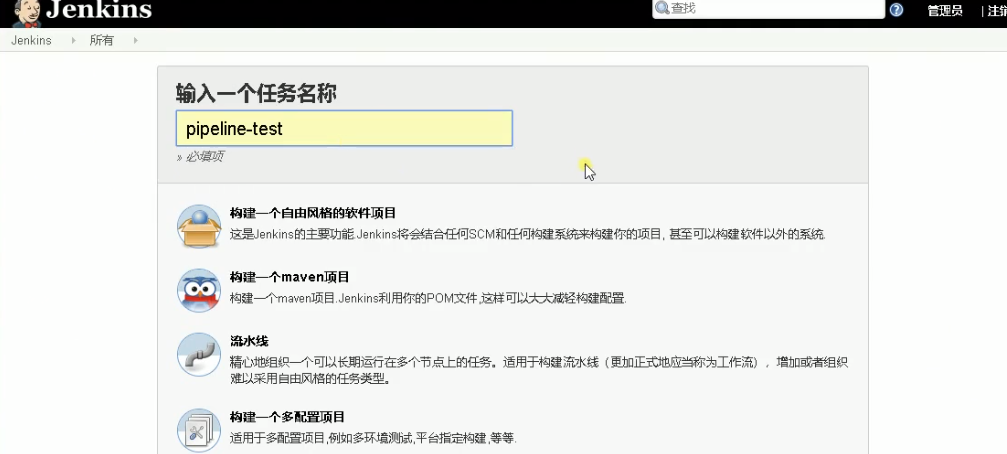 Jenkins
查找
管理员
| 注销
Jenkins
所有
输入一个任务名称
pipeline-test
» 必填项
构建一个自由风格的软件项目
这是Jenkins的主要功能.Jenkins将会结合任何SCM和任何构建系统来构建你的项目, 甚至可以构建软件以外的系统.
构建一个maven项目
构建一个maven项目.Jenkins利用你的POM文件,这样可以大大减轻构建配置.
流水线
精心地组织一个可以长期运行在多个节点上的任务。适用于构建流水线（更加正式地应当称为工作流），增加或者组织
难以采用自由风格的任务类型。
构建一个多配置项目
适用于多配置项目,例如多环境测试,平台指定构建,等等.